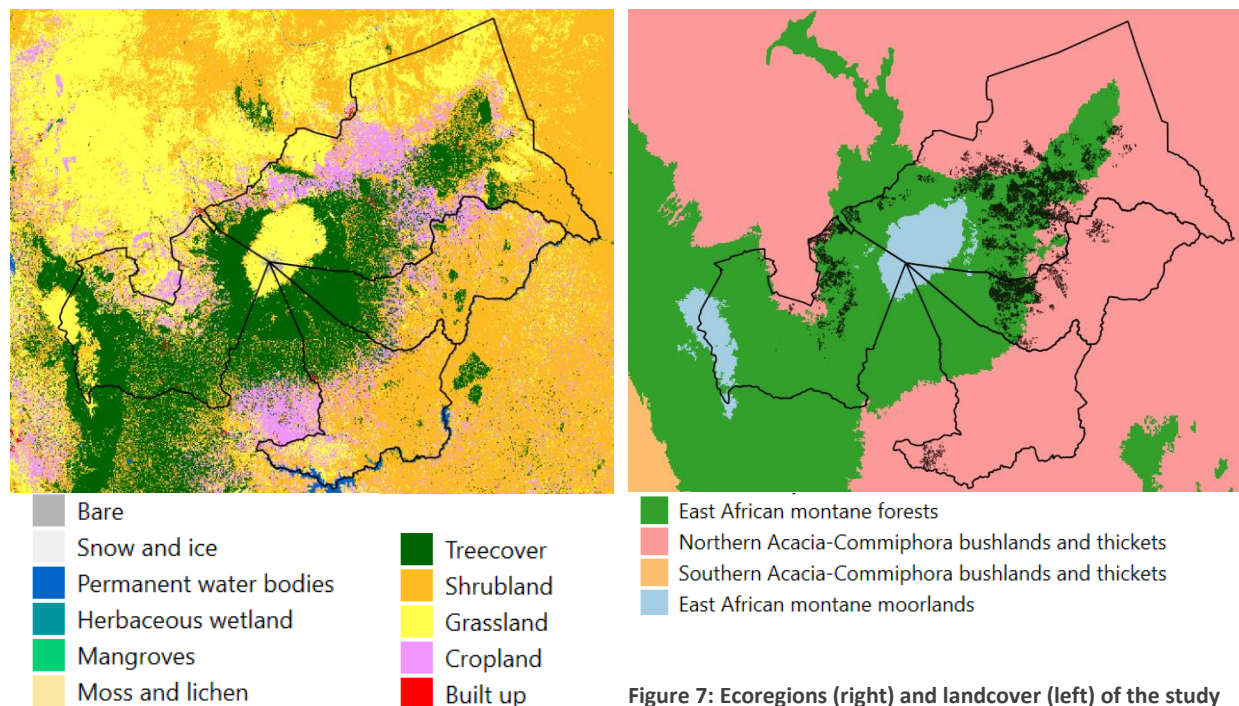 Bare
Snow and ice
Permanent water bodies
Herbaceous wetland
Mangroves
Moss and lichen
Treecover
Shrubland
Grassland
Cropland
Built up
East African montane forests
Northern Acacia-Commiphora bushlands and thickets
Southern Acacia-Commiphora bushlands and thickets
East African montane moorlands
Figure 7: Ecoregions (right) and landcover (left) of the study